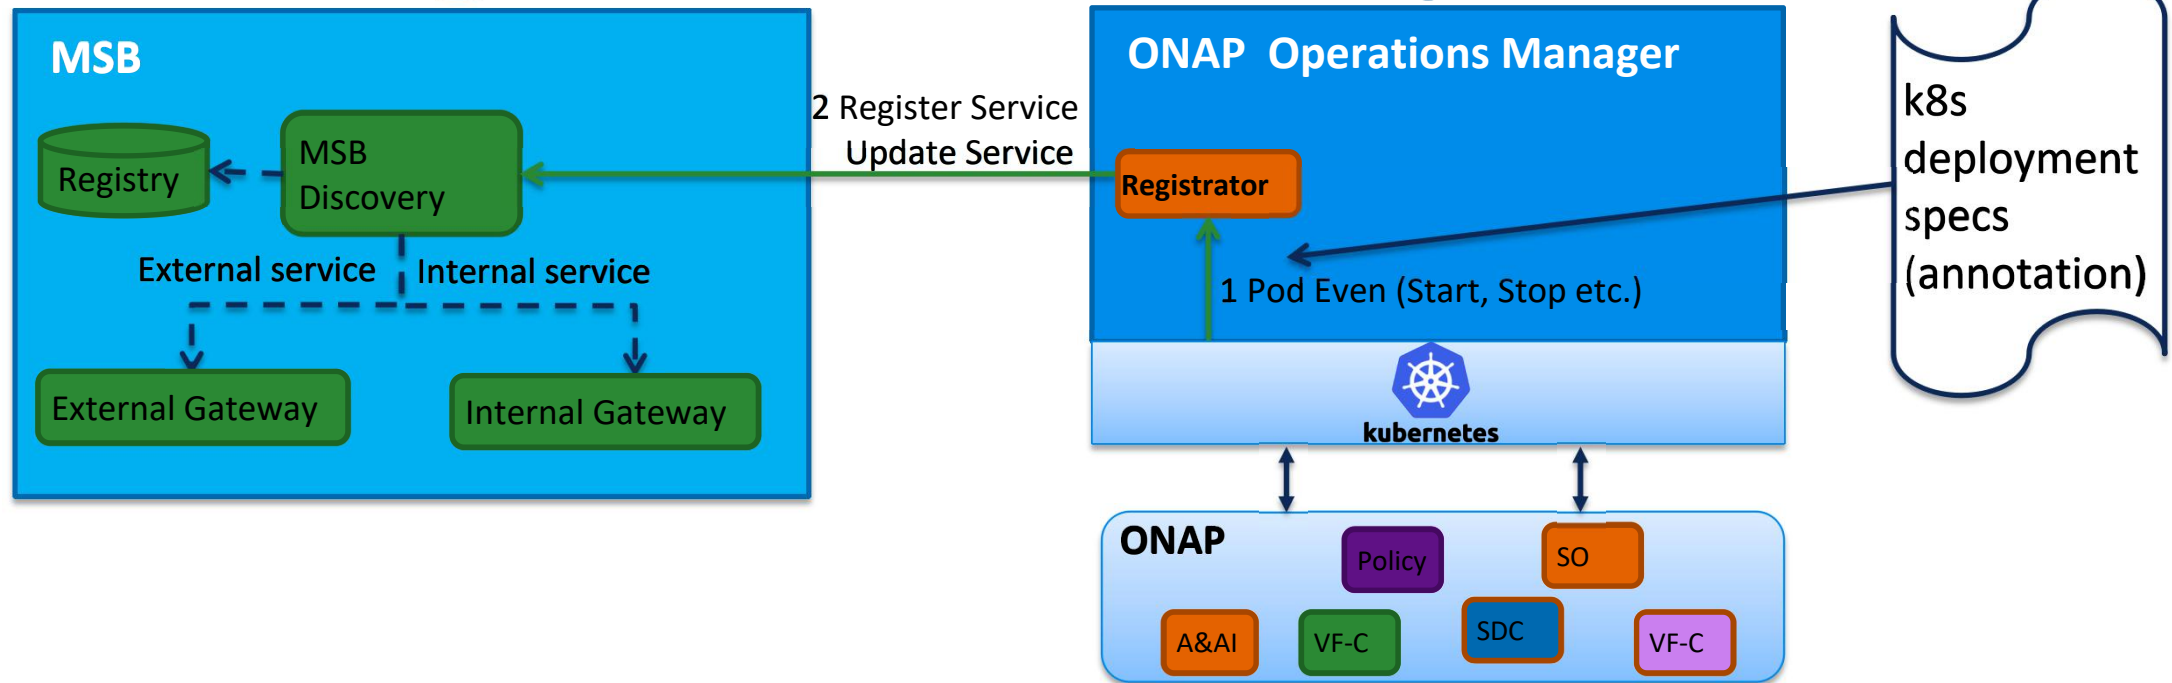 MSB
Registry
MSB
Discovery
External service
Internal service
External Gateway
Internal Gateway
2 Register Service
Update Service
ONAP Operations Manager
Registrator
1 Pod Even (Start, Stop etc.)
kubernetes
k8s
deployment
specs
(annotation)
ONAP
Policy
SO
A&AI
VF-C
SDC
VF-C